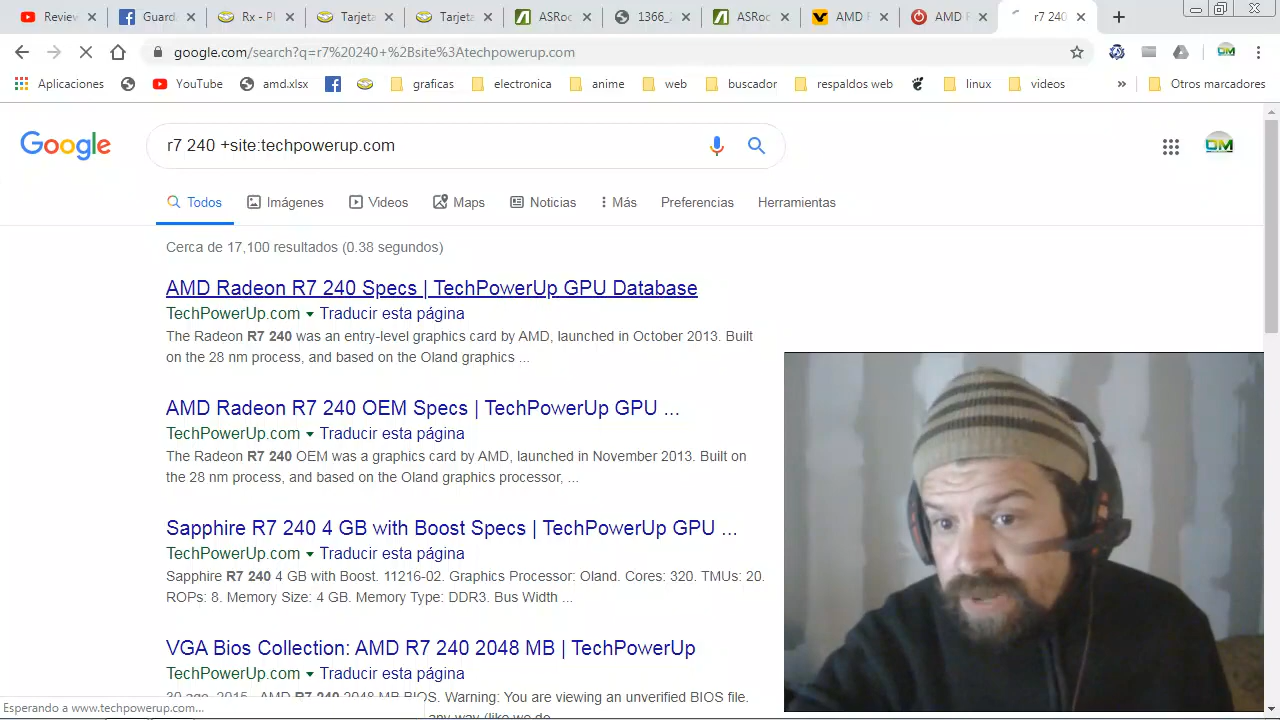 Review
Guarda
Rx - Pl
Tarjeta
Tarjeta
ASRoc
1366_
ASRoc
AMD F
AMD F
r7 240
google.com/search?q=r7%20240+%2Bsite%3Atechpowerup.com
Aplicaciones
YouTube
amd.xlsx
graficas
electronica
anime
web
buscador
respaldos web
linux
videos
»
Otros marcadores
Google
r7 240 +site:techpowerup.com
Todos
Imágenes
Videos
Maps
Noticias
Más
Preferencias
Herramientas
Cerca de 17,100 resultados (0.38 segundos)
AMD Radeon R7 240 Specs | TechPowerUp GPU Database
TechPowerUp.com ▾ Traducir esta página
The Radeon R7 240 was an entry-level graphics card by AMD, launched in October 2013. Built
on the 28 nm process, and based on the Oland graphics ...
AMD Radeon R7 240 OEM Specs | TechPowerUp GPU ...
TechPowerUp.com ▾ Traducir esta página
The Radeon R7 240 OEM was a graphics card by AMD, launched in November 2013. Built on
the 28 nm process, and based on the Oland graphics processor, ...
Sapphire R7 240 4 GB with Boost Specs | TechPowerUp GPU ...
TechPowerUp.com ▾ Traducir esta página
Sapphire R7 240 4 GB with Boost. 11216-02. Graphics Processor: Oland. Cores: 320. TMUs: 20.
ROPs: 8. Memory Size: 4 GB. Memory Type: DDR3. Bus Width ...
VGA Bios Collection: AMD R7 240 2048 MB | TechPowerUp
TechPowerUp.com ▾ Traducir esta página
30 ago. 2015 - AMD R7 240 2048 MB BIOS. Warning: You are viewing an unverified BIOS file.
any way (like we do
Esperando a www.techpowerup.com...